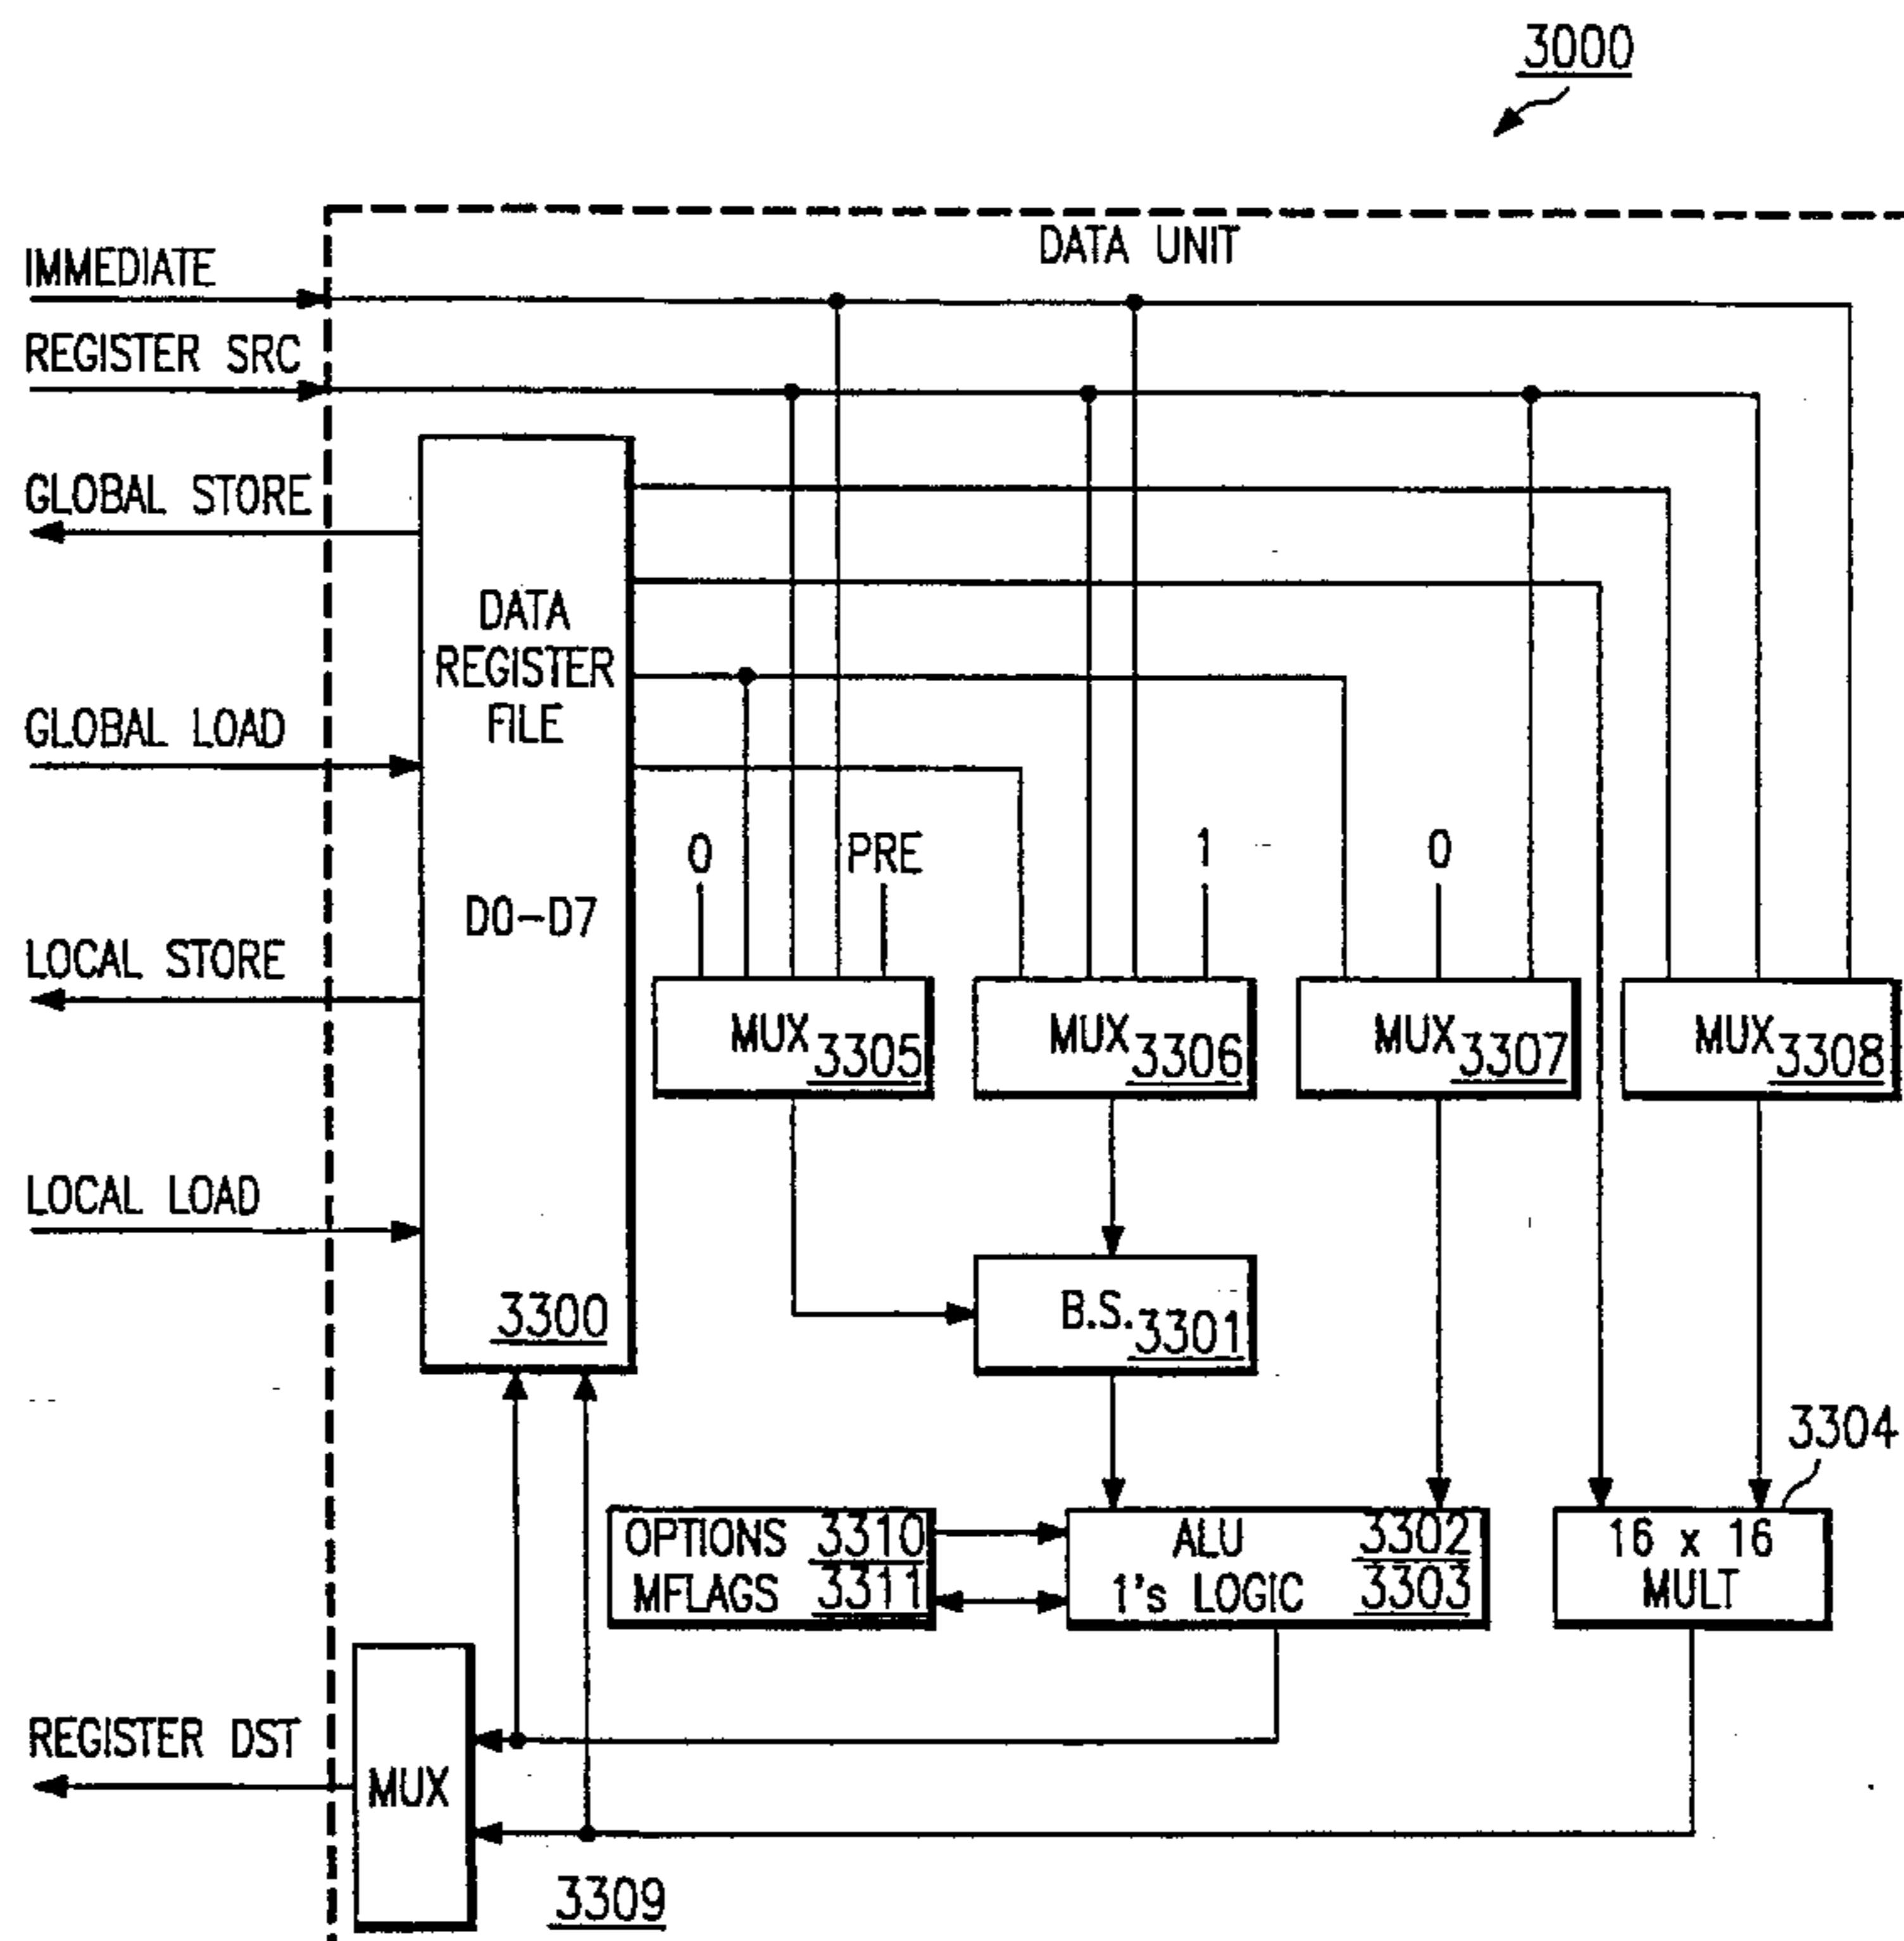 3000
DATA UNIT
IMMEDIATE
REGISTER SRC
GLOBAL STORE
DATA
REGISTER
FILE
GLOBAL LOAD
0
PRE
1
0
D0-D7
LOCAL STORE
MUX 3305
MUX 3306
MUX 3307
MUX 3308
LOCAL LOAD
3300
B.S. 3301
3304
OPTIONS 3310
MFLAGS 3311
ALU 3302
1's LOGIC 3303
16 x 16
MULT
REGISTER DST
MUX
3309